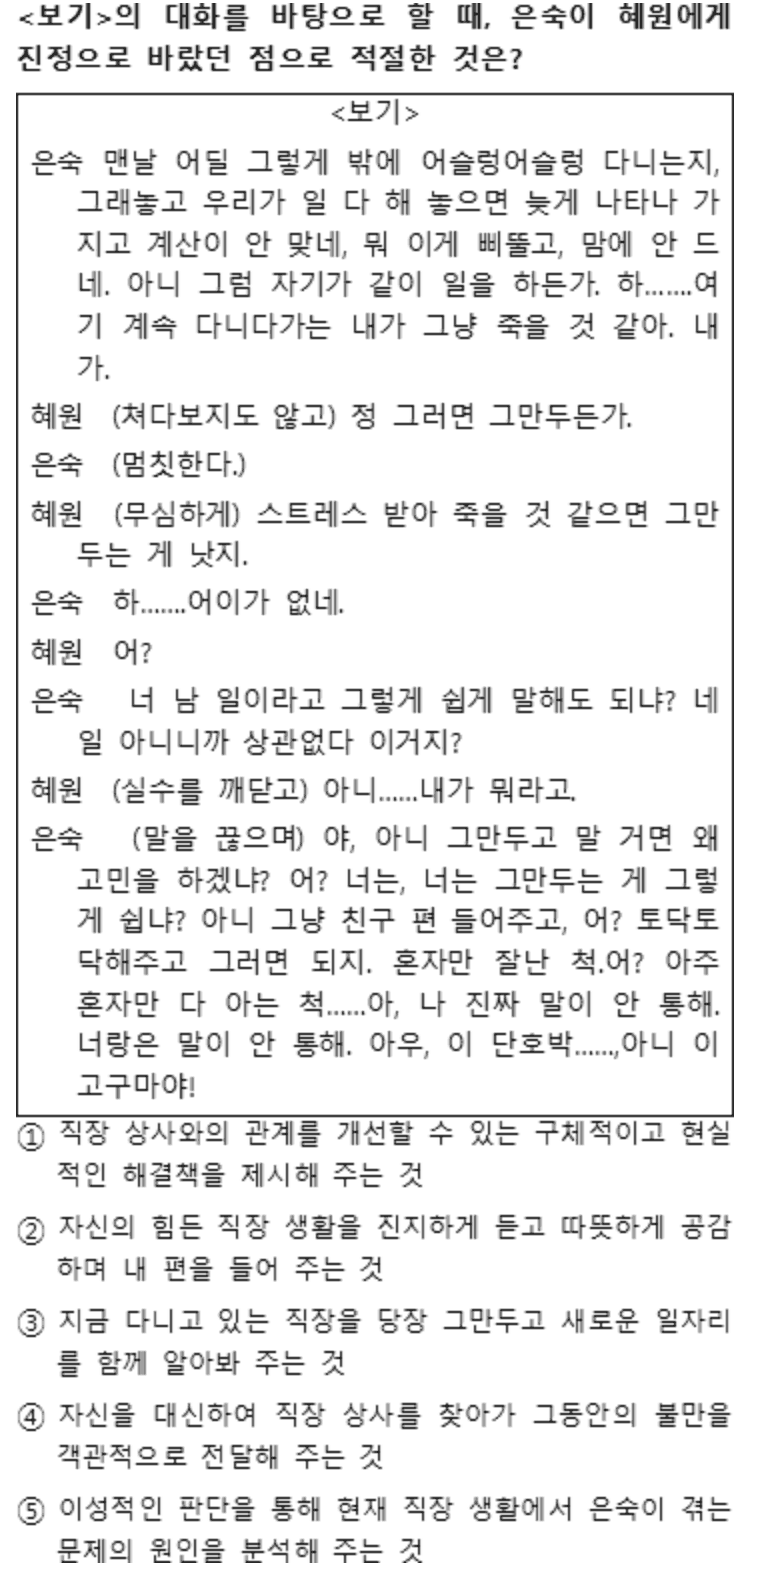 <보기>의 대화를 바탕으로 할 때, 은숙이 혜원에게
진정으로 바랐던 점으로 적절한 것은?
<보기>
은숙 맨날 어딜 그렇게 밖에 어슬렁어슬렁 다니는지,
그래놓고 우리가 일 다 해 놓으면 늦게 나타나 가
지고 계산이 안 맞네, 뭐 이게 삐뚤고, 맘에 안 드
네. 아니 그럼 자기가 같이 일을 하든가. 하.......여
기 계속 다니다가는 내가 그냥 죽을 것 같아. 내
가.
혜원 (쳐다보지도 않고) 정 그러면 그만두든가.
은숙 (멈칫한다.)
혜원 (무심하게) 스트레스 받아 죽을 것 같으면 그만
두는 게 낫지.
은숙 하.......어이가 없네.
혜원 어?
은숙 너 남 일이라고 그렇게 쉽게 말해도 되냐? 네
일 아니니까 상관없다 이거지?
혜원 (실수를 깨닫고) 아니......내가 뭐라고.
은숙 (말을 끊으며) 야, 아니 그만두고 말 거면 왜
고민을 하겠냐? 어? 너는, 너는 그만두는 게 그렇
게 쉽냐? 아니 그냥 친구 편 들어주고, 어? 토닥토
닥해주고 그러면 되지. 혼자만 잘난 척.어? 아주
혼자만 다 아는 척......아, 나 진짜 말이 안 통해.
너랑은 말이 안 통해. 아우, 이 단호박......,아니 이
고구마야!
① 직장 상사와의 관계를 개선할 수 있는 구체적이고 현실
적인 해결책을 제시해 주는 것
② 자신의 힘든 직장 생활을 진지하게 듣고 따뜻하게 공감
하며 내 편을 들어 주는 것
③ 지금 다니고 있는 직장을 당장 그만두고 새로운 일자리
를 함께 알아봐 주는 것
④ 자신을 대신하여 직장 상사를 찾아가 그동안의 불만을
객관적으로 전달해 주는 것
⑤ 이성적인 판단을 통해 현재 직장 생활에서 은숙이 겪는
문제의 원인을 분석해 주는 것